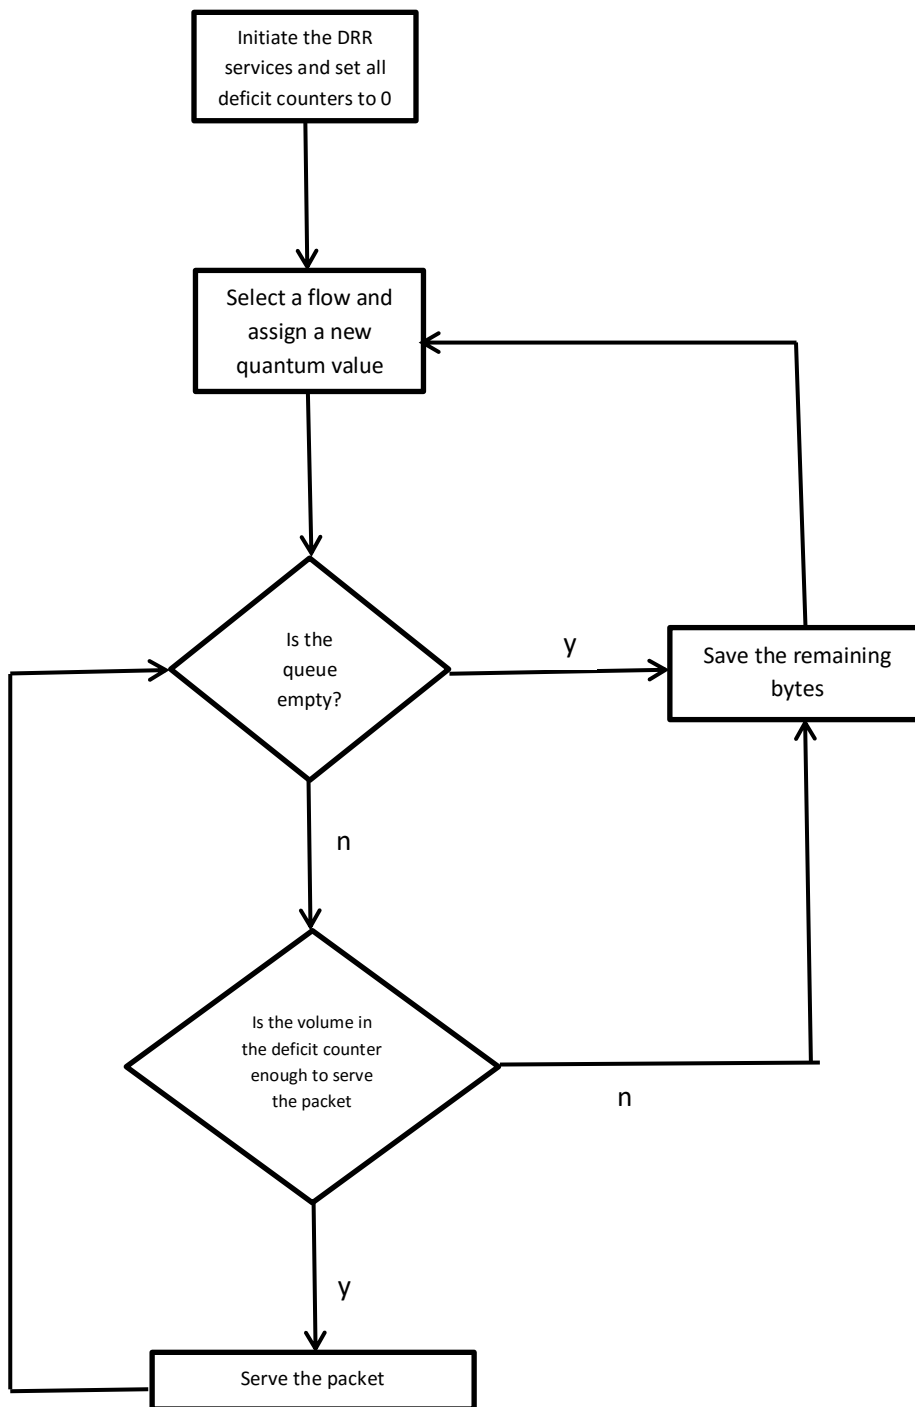 Initiate the DRR
services and set all
deficit counters to 0
Select a flow and
assign a new
quantum value
Is the
queue
empty?
y
Save the remaining
bytes
n
Is the volume in
the deficit counter
enough to serve
the packet
n
y
Serve the packet